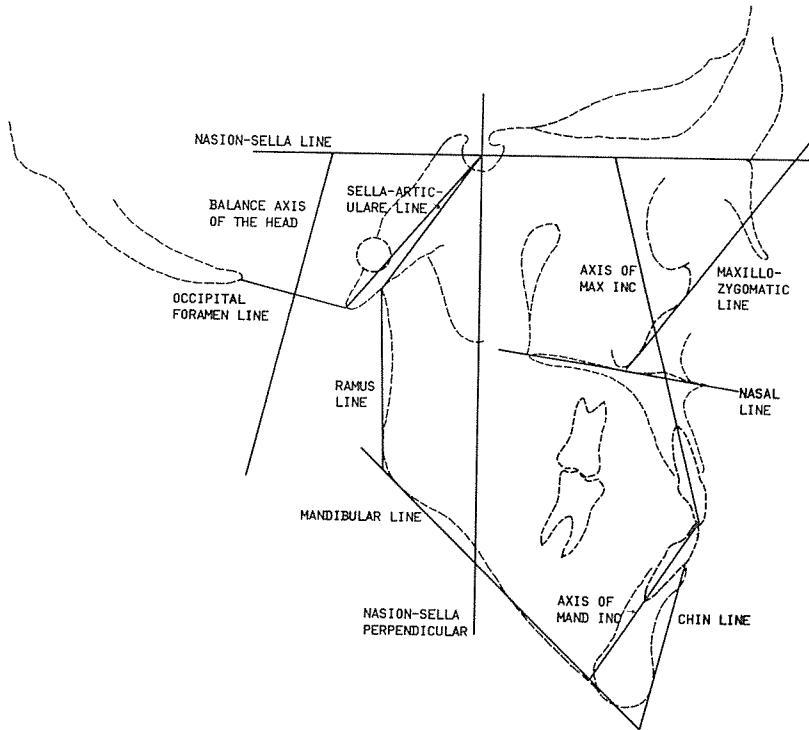 NASION-SELLA LINE
SELLA-ARTIC-
ULARE LINE
BALANCE AXIS
OF THE HEAD
OCCIPITAL
FORAMEN LINE
AXIS OF
MAX INC
MAXILLO-
ZYGOMATIC
LINE
RAMUS
LINE
NASAL
LINE
MANDIBULAR LINE
NASION-SELLA
PERPENDICULAR
AXIS OF
MAND INC
CHIN LINE